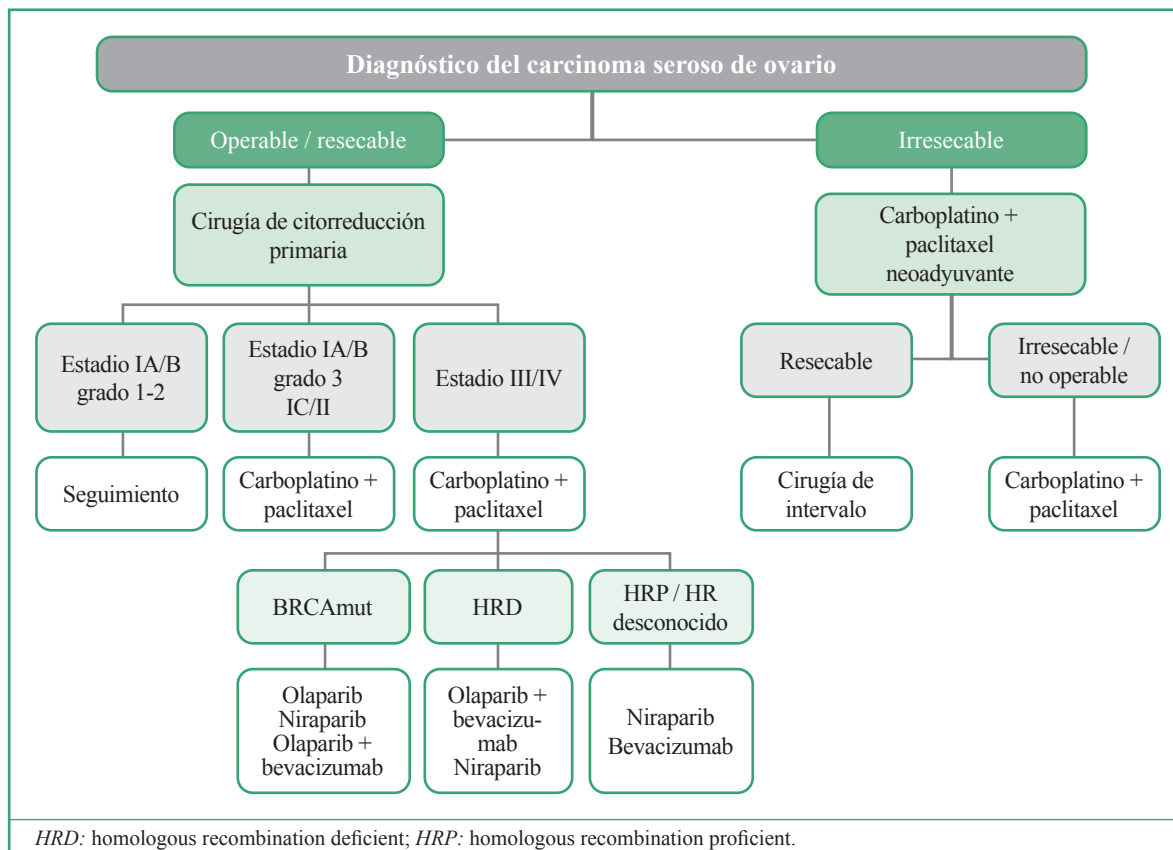 Diagnóstico del carcinoma seroso de ovario
Operable / resecable
Irresecable
Cirugía de citorreducción
primaria
Carboplatino +
paclitaxel
neoadyuvante
Estadio IA/B
grado 1-2
Estadio IA/B
grado 3
IC/II
Estadio III/IV
Resecable
Irresecable /
no operable
Seguimiento
Carboplatino +
paclitaxel
Carboplatino +
paclitaxel
Cirugía de
intervalo
Carboplatino +
paclitaxel
BRCAmut
HRD
HRP / HR
desconocido
Olaparib
Niraparib
Olaparib +
bevacizumab
Olaparib +
bevacizu-
mab
Niraparib
Niraparib
Bevacizumab
HRD: homologous recombination deficient; HRP: homologous recombination proficient.